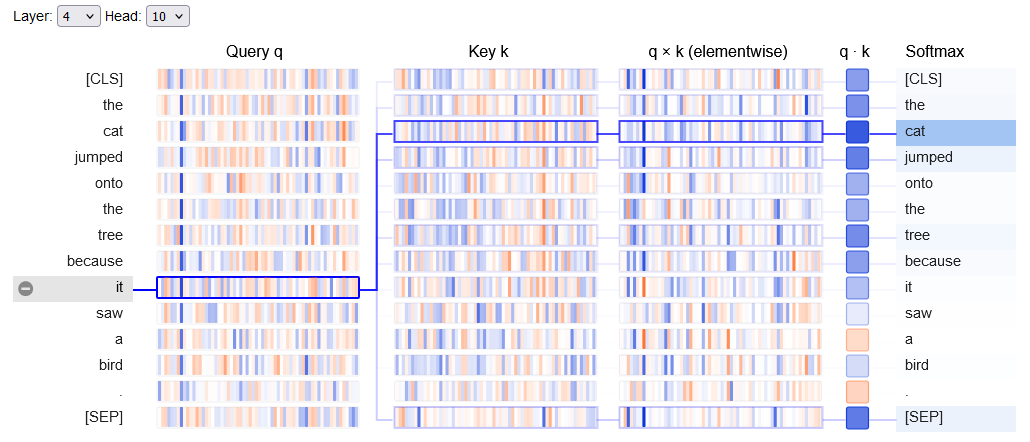 Layer: 4 Head: 10
Query q Key k q × k (elementwise) q · k Softmax
[CLS] [CLS]
the the
cat cat
jumped jumped
onto onto
the the
tree tree
because because
it it
saw saw
a a
bird bird
. .
[SEP] [SEP]